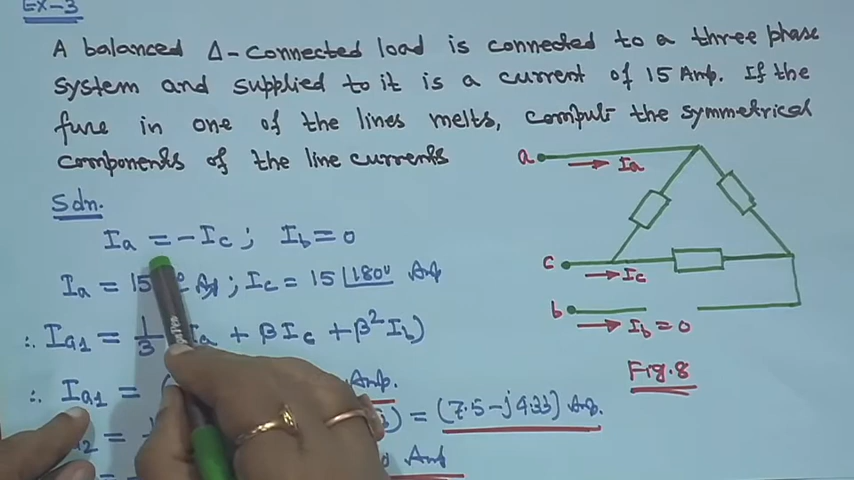 Ex-3
A balanced Δ-connected load is connected to a three phase
system and supplied to it is a current of 15 Amp. If the
fuse in one of the lines melts, compute the symmetrical
components of the line currents
Soln.
Ia = -Ic ; Ib = 0
Ia = 15 0° ; Ic = 15 ∠180° Amp
∴ Ia1 = 1/3 Ia + βIc + β²Ib)
∴ Ia1 = ( Amp.
2 = ) = (7.5 - j4.33) Amp.
= Amp
a
Ia
c
Ic
b
Ib = 0
Fig.8